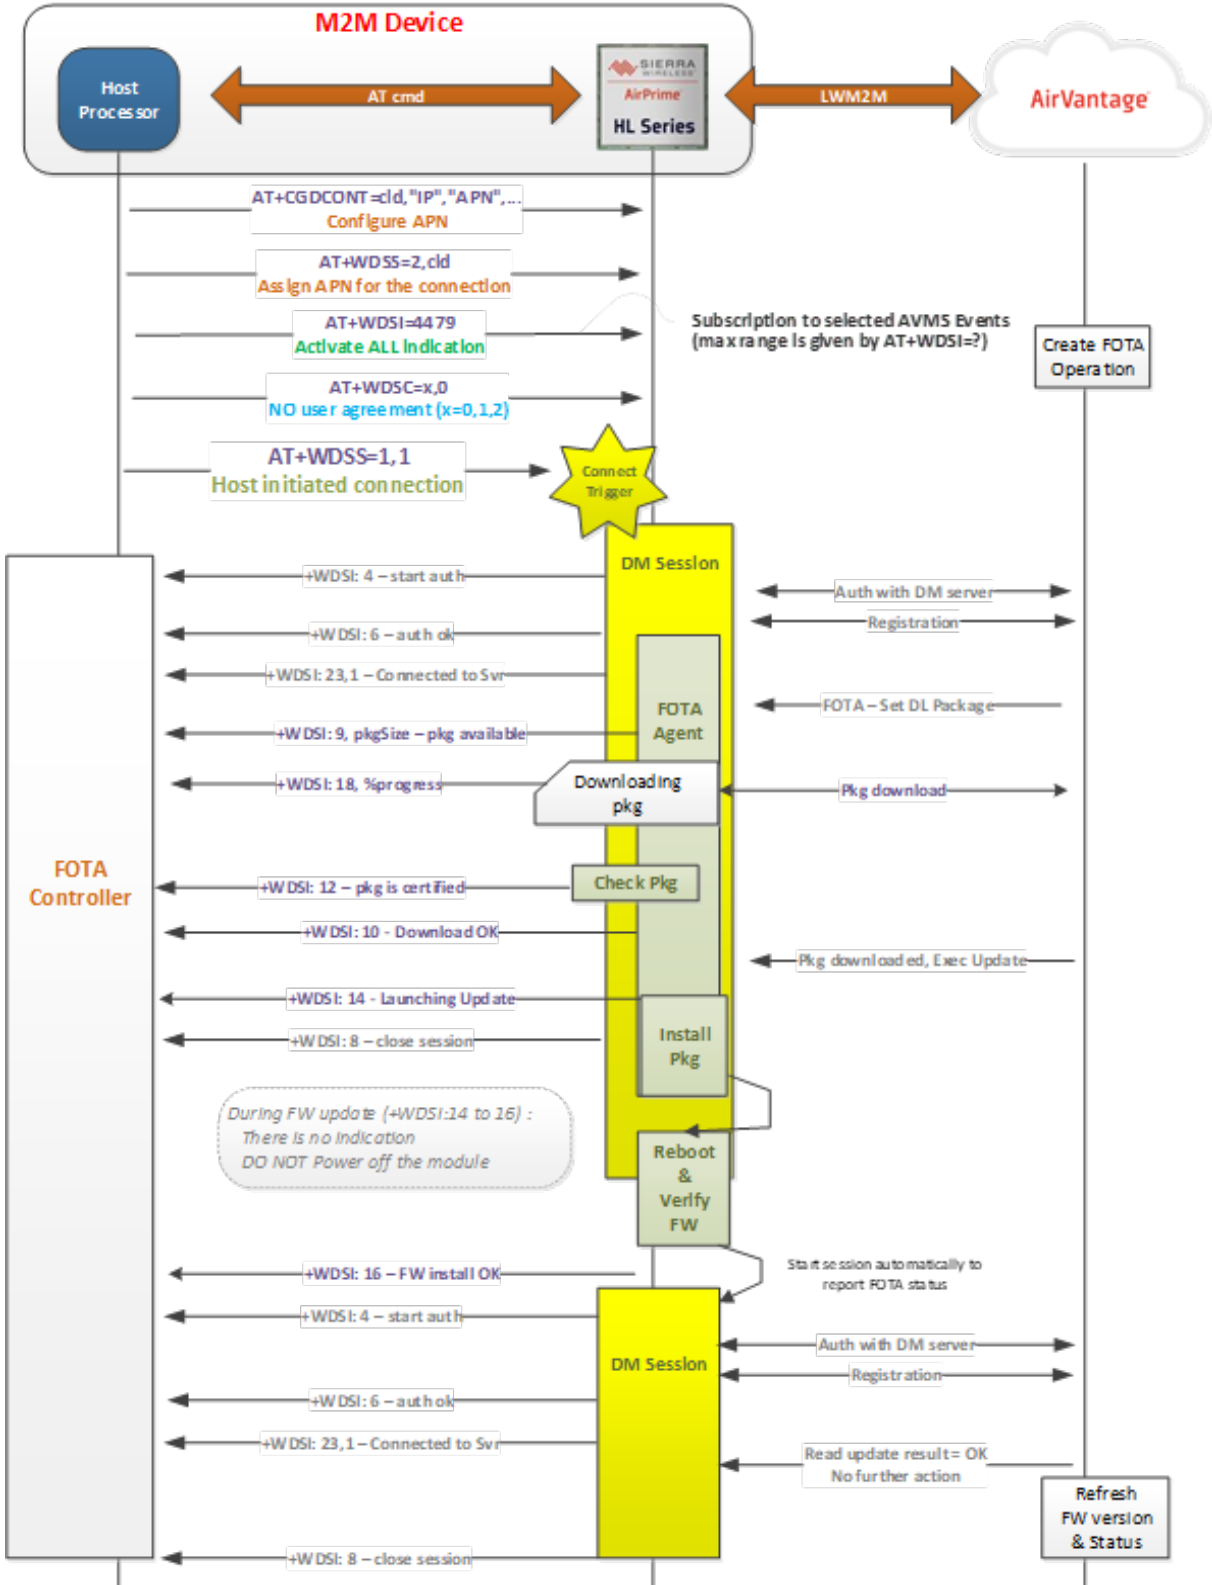 M2M Device
Host
Processor
AT cmd
SIERRA
WIRELESS
AirPrime
HL Series
LWM2M
AirVantage
AT+CGDCONT=cid,"IP","APN",...
Configure APN
AT+WDSS=2,cid
Assign APN for the connection
AT+WDSI=4479
Activate ALL Indication
Subscription to selected AVMS Events
(max range is given by AT+WDSI=?)
Create FOTA
Operation
AT+WDSC=x,0
NO user agreement (x=0,1,2)
AT+WDSS=1,1
Host initiated connection
Connect
Trigger
DM Session
+WDSI: 4 – start auth
Auth with DM server
Registration
+WDSI: 6 – auth ok
+WDSI: 23,1 – Connected to Svr
FOTA – Set DL Package
FOTA
Agent
+WDSI: 9, pkgSize – pkg available
+WDSI: 18, %progress
Downloading
pkg
Pkg download
FOTA
Controller
+WDSI: 12 – pkg is certified
Check Pkg
+WDSI: 10 - Download OK
Pkg downloaded, Exec Update
+WDSI: 14 - Launching Update
+WDSI: 8 – close session
Install
Pkg
During FW update (+WDSI:14 to 16) :
There is no indication
DO NOT Power off the module
Reboot
&
Verify
FW
+WDSI: 16 – FW install OK
Start session automatically to
report FOTA status
+WDSI: 4 – start auth
Auth with DM server
DM Session
Registration
+WDSI: 6 – auth ok
+WDSI: 23,1 – Connected to Svr
Read update result = OK
No further action
Refresh
FW version
& Status
+WDSI: 8 – close session